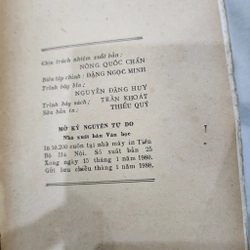 Chịu trách nhiệm xuất bản :
NÔNG QUỐC CHẤN
Biên tập chính : ĐẶNG NGỌC MINH
Trình bày bìa :
NGUYỄN ĐĂNG HUY
Trình bày sách : TRẦN KHOÁT
Sửa bản in : THIỀU QUÝ
MỞ KỶ NGUYÊN TỰ DO
Nhà xuất bản Văn học
In 10.200 cuốn tại nhà máy in Tiến
Bộ Hà Nội. Số xuất bản 25
Xong ngày 15 tháng 1 năm 1980.
Gửi lưu chiểu tháng 1 năm 1980.